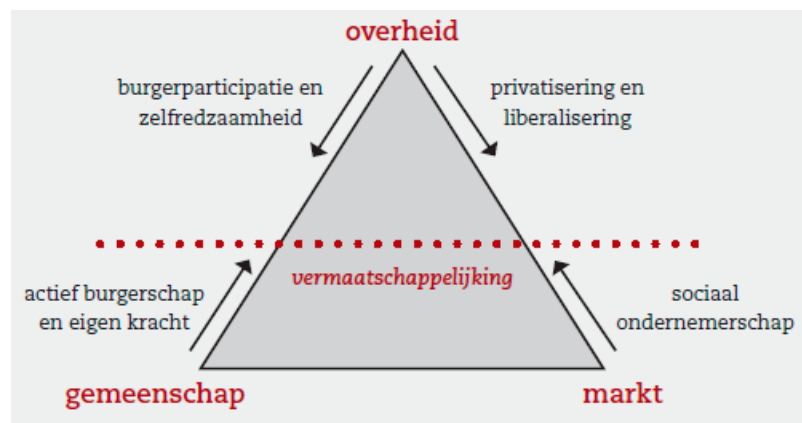 overheid
burgerparticipatie en
zelfredzaamheid
privatisering en
liberalisering
vermaatschappelijking
actief burgerschap
en eigen kracht
sociaal
ondernemerschap
gemeenschap
markt